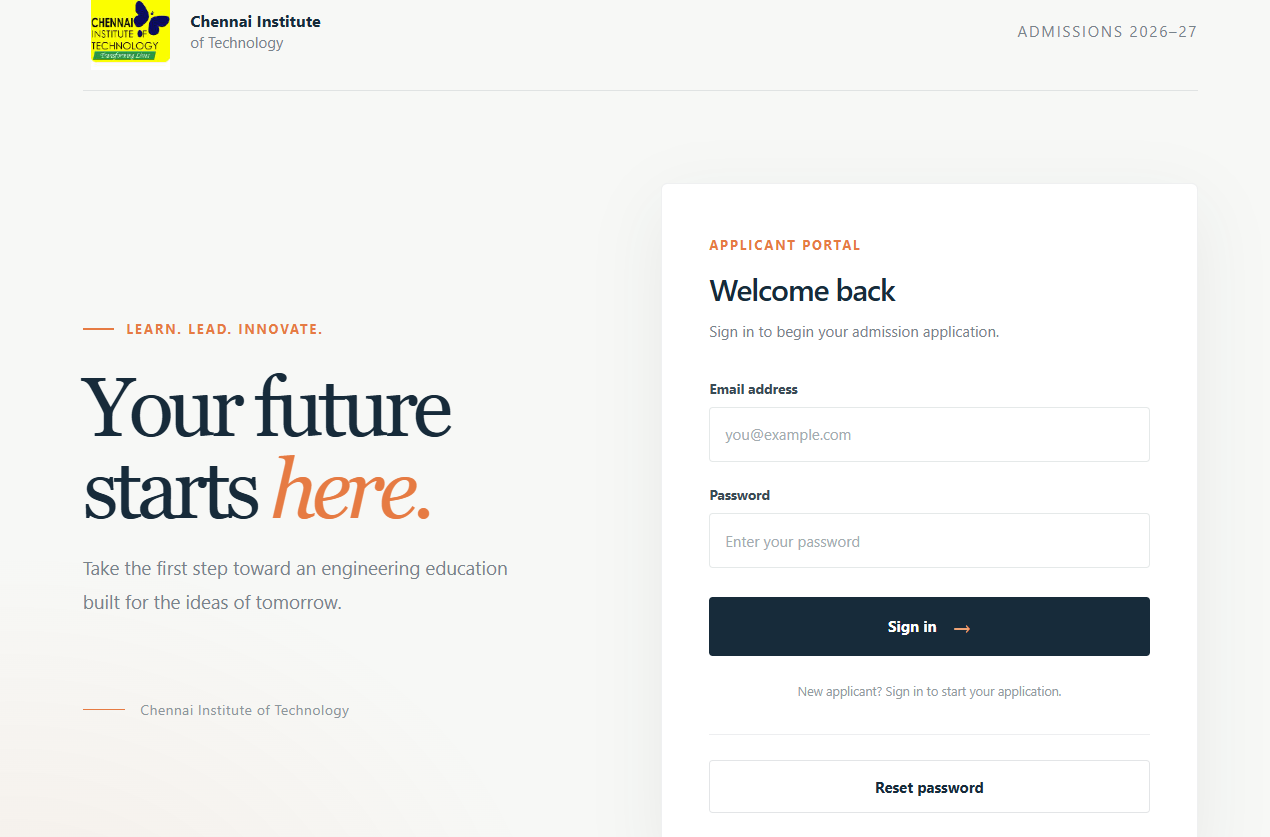 CHENNAI
INSTITUTE OF
TECHNOLOGY
Transforming Lives
Chennai Institute
of Technology
ADMISSIONS 2026–27
LEARN. LEAD. INNOVATE.
Your future
starts here.
Take the first step toward an engineering education
built for the ideas of tomorrow.
Chennai Institute of Technology
APPLICANT PORTAL
Welcome back
Sign in to begin your admission application.
Email address
you@example.com
Password
Enter your password
Sign in →
New applicant? Sign in to start your application.
Reset password